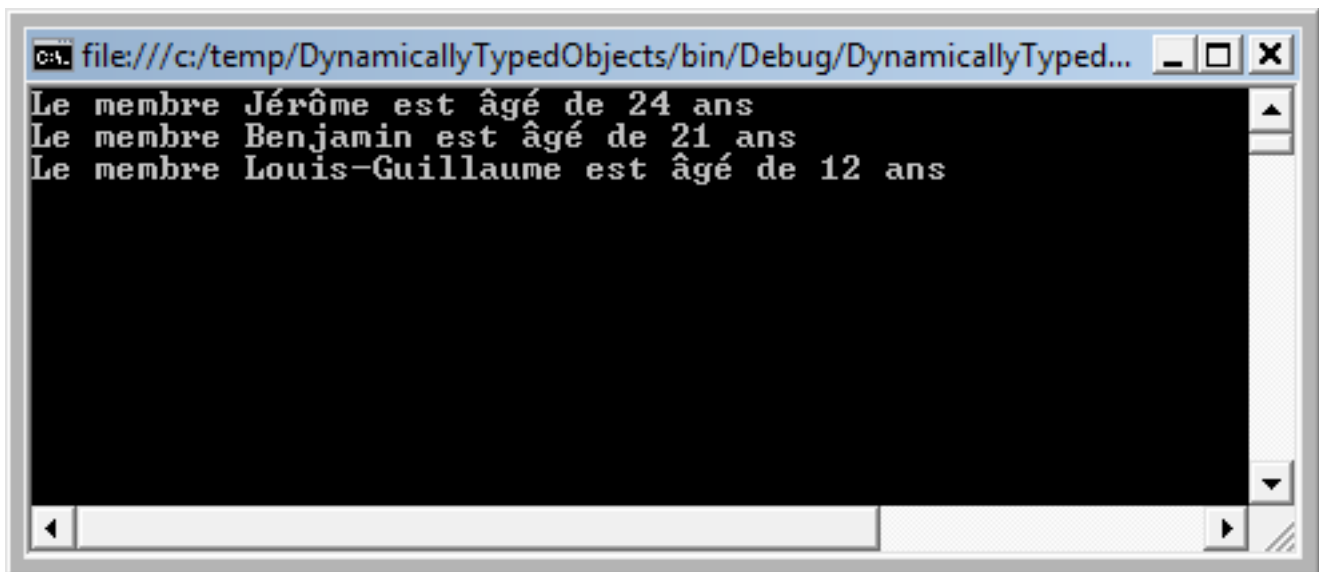 file:///c:/temp/DynamicallyTypedObjects/bin/Debug/DynamicallyTyped...
Le membre Jérôme est âgé de 24 ans
Le membre Benjamin est âgé de 21 ans
Le membre Louis-Guillaume est âgé de 12 ans